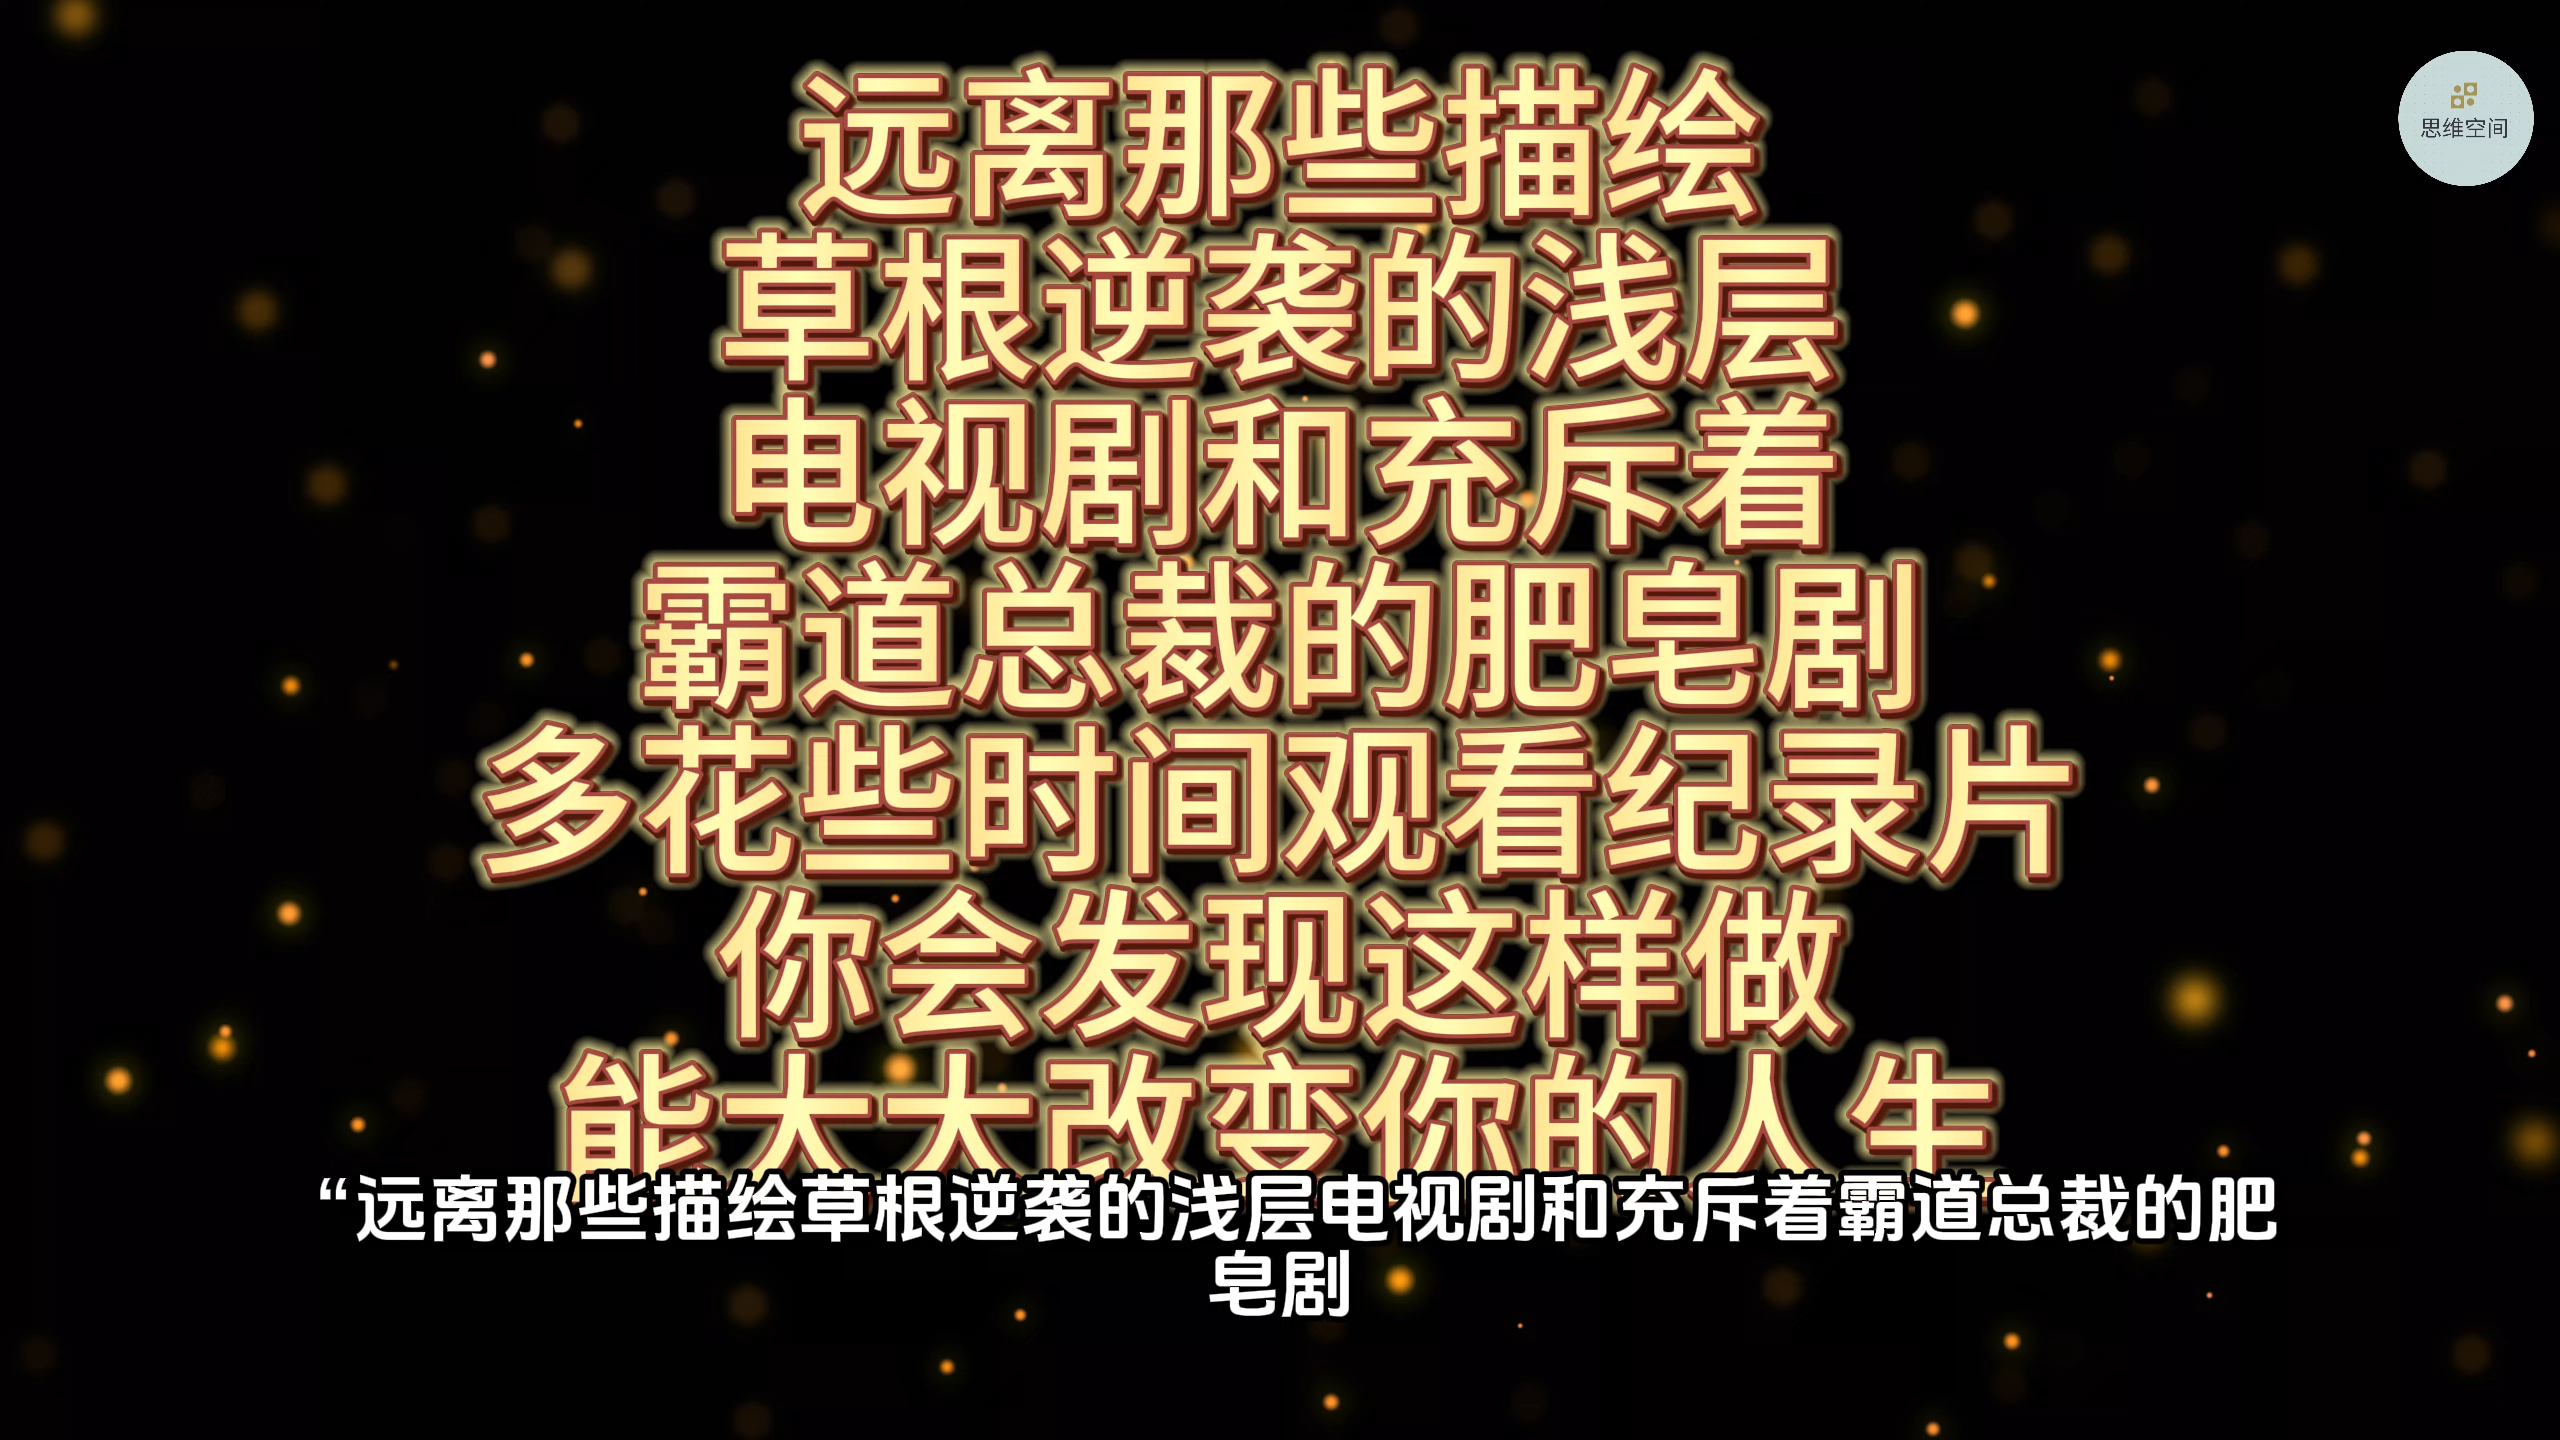 思维空间
远离那些描绘
草根逆袭的浅层
电视剧和充斥着
霸道总裁的肥皂剧
多花些时间观看纪录片
你会发现这样做
能大大改变你的人生
“远离那些描绘草根逆袭的浅层电视剧和充斥着霸道总裁的肥
皂剧